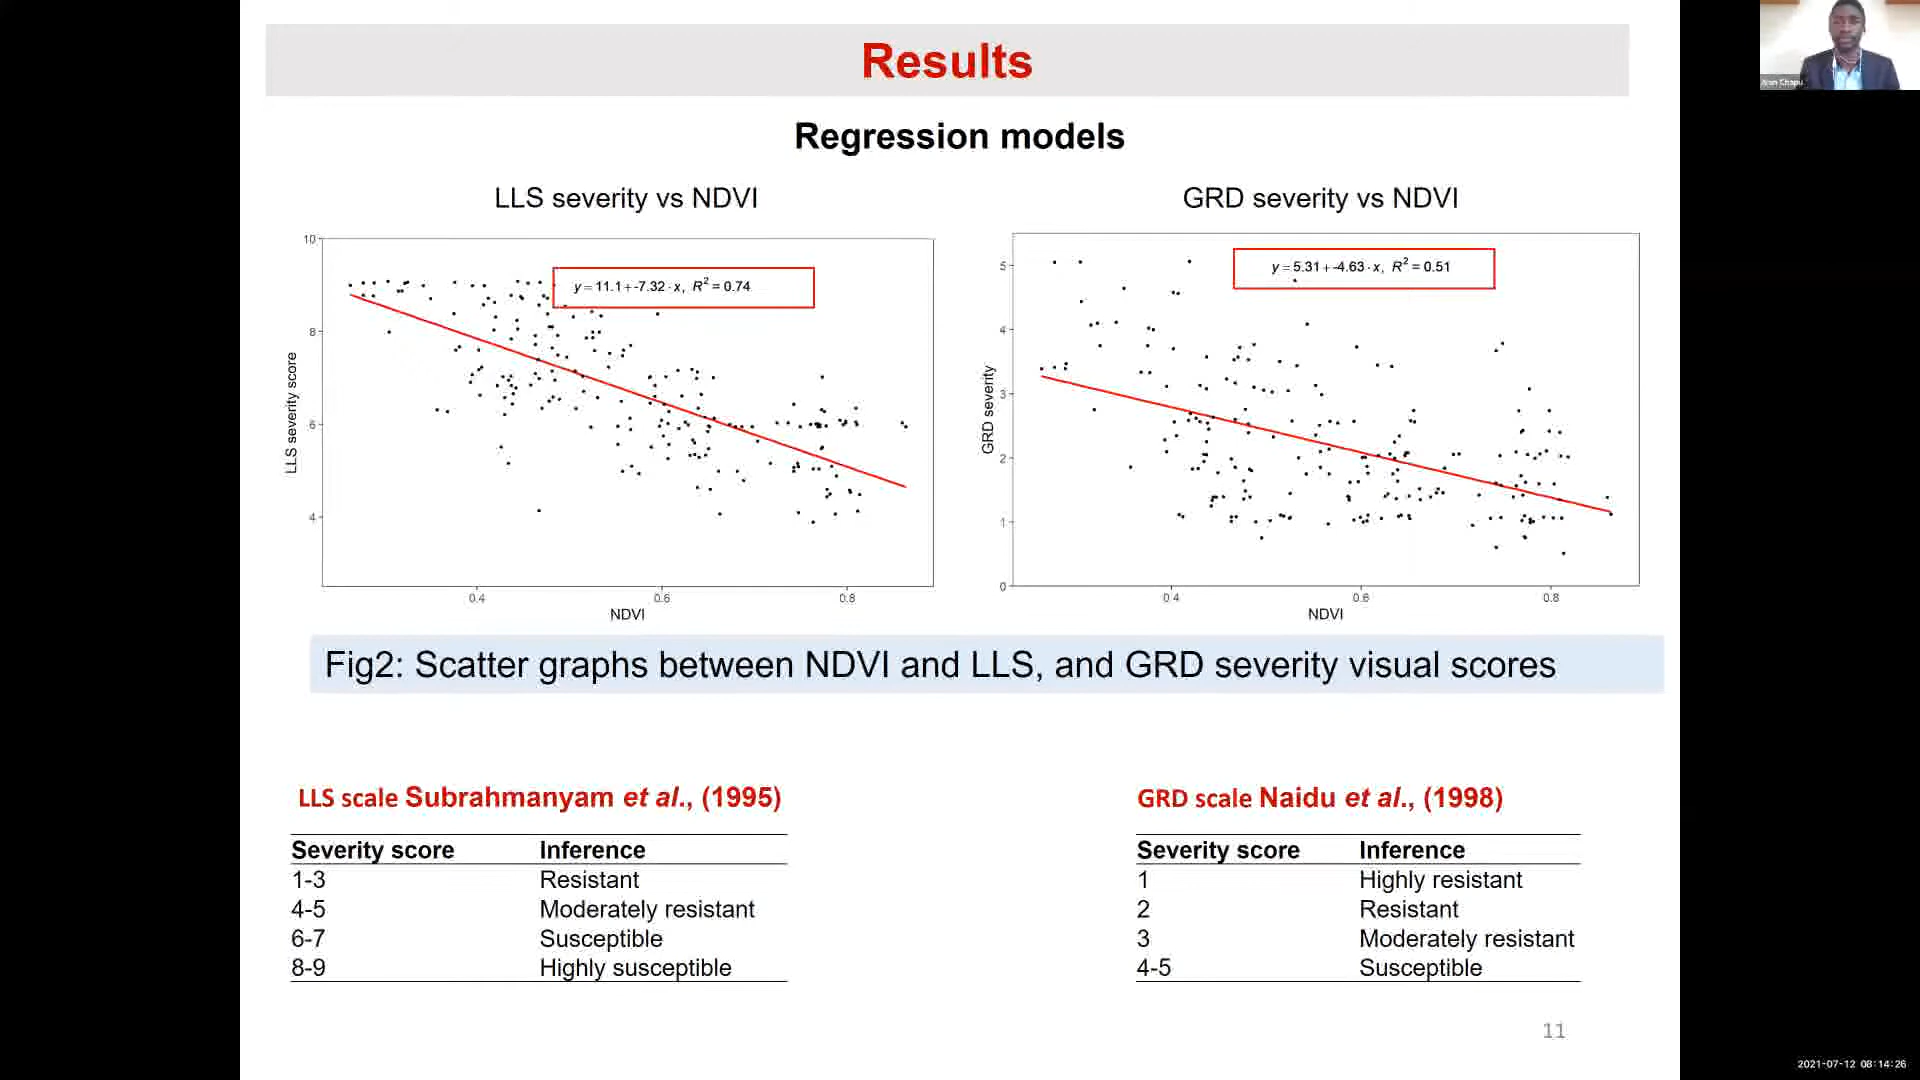 Results
Regression models
LLS severity vs NDVI
GRD severity vs NDVI
10
8
6
4
LLS severity score
y = 11.1 + -7.32 · x, R² = 0.74
0.4
0.6
0.8
NDVI
5
4
3
2
1
0
GRD severity
y = 5.31 + -4.63 · x, R² = 0.51
0.4
0.6
0.8
NDVI
Fig2: Scatter graphs between NDVI and LLS, and GRD severity visual scores
LLS scale Subrahmanyam et al., (1995)
Severity score Inference
1-3 Resistant
4-5 Moderately resistant
6-7 Susceptible
8-9 Highly susceptible
GRD scale Naidu et al., (1998)
Severity score Inference
1 Highly resistant
2 Resistant
3 Moderately resistant
4-5 Susceptible
11
2021-07-12 08:14:26